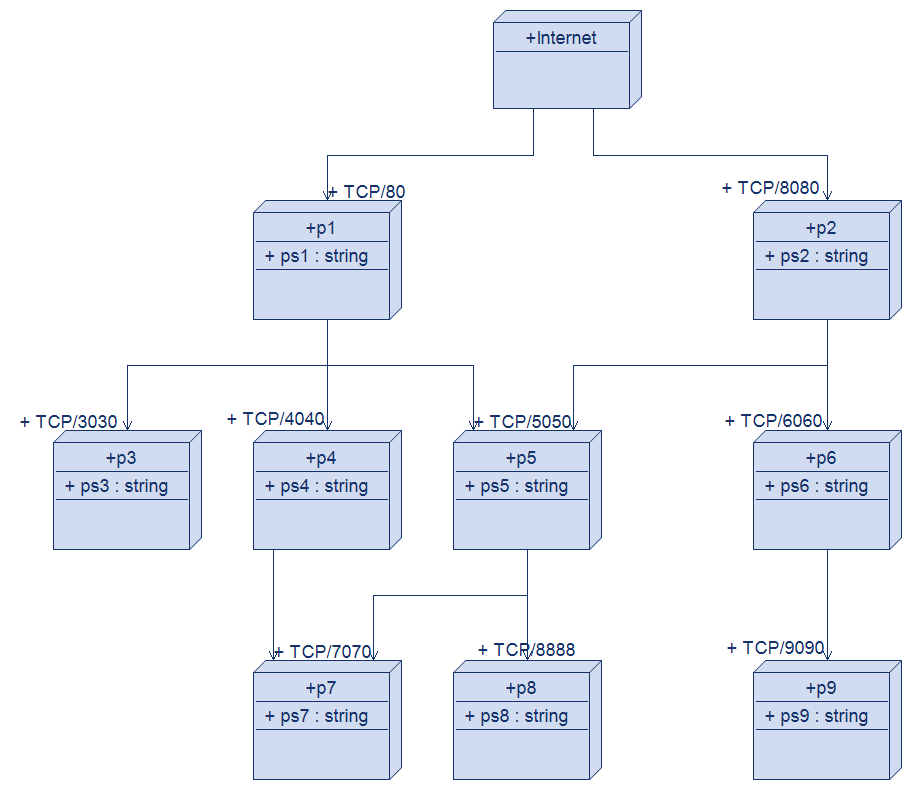 +Internet
+ TCP/80
+ TCP/8080
+p1
+ ps1 : string
+p2
+ ps2 : string
+ TCP/3030
+ TCP/4040
+ TCP/5050
+ TCP/6060
+p3
+ ps3 : string
+p4
+ ps4 : string
+p5
+ ps5 : string
+p6
+ ps6 : string
+ TCP/7070
+ TCP/8888
+ TCP/9090
+p7
+ ps7 : string
+p8
+ ps8 : string
+p9
+ ps9 : string